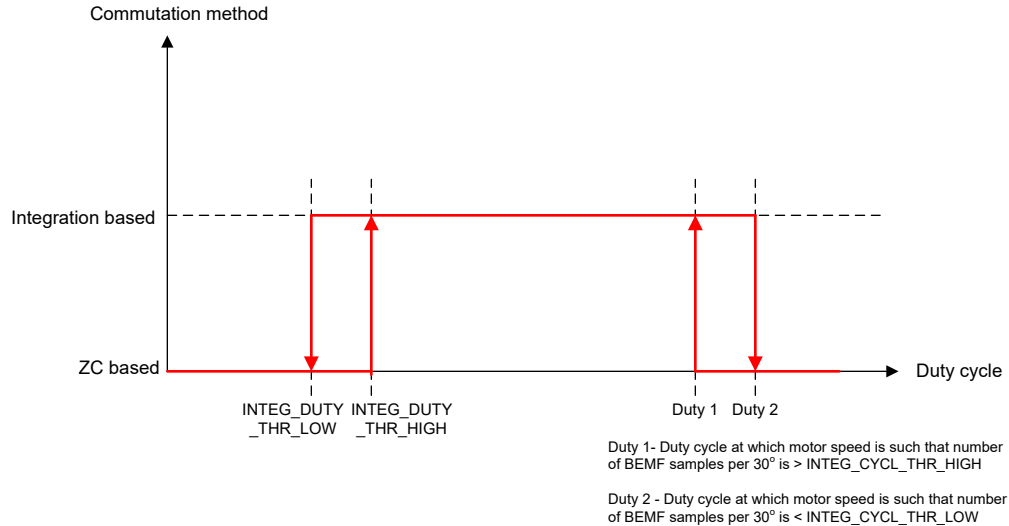 Commutation method
Integration based
ZC based
Duty cycle
INTEG_DUTY
_THR_LOW
INTEG_DUTY
_THR_HIGH
Duty 1
Duty 2
Duty 1- Duty cycle at which motor speed is such that number
of BEMF samples per 30° is > INTEG_CYCL_THR_HIGH
Duty 2 - Duty cycle at which motor speed is such that number
of BEMF samples per 30° is < INTEG_CYCL_THR_LOW